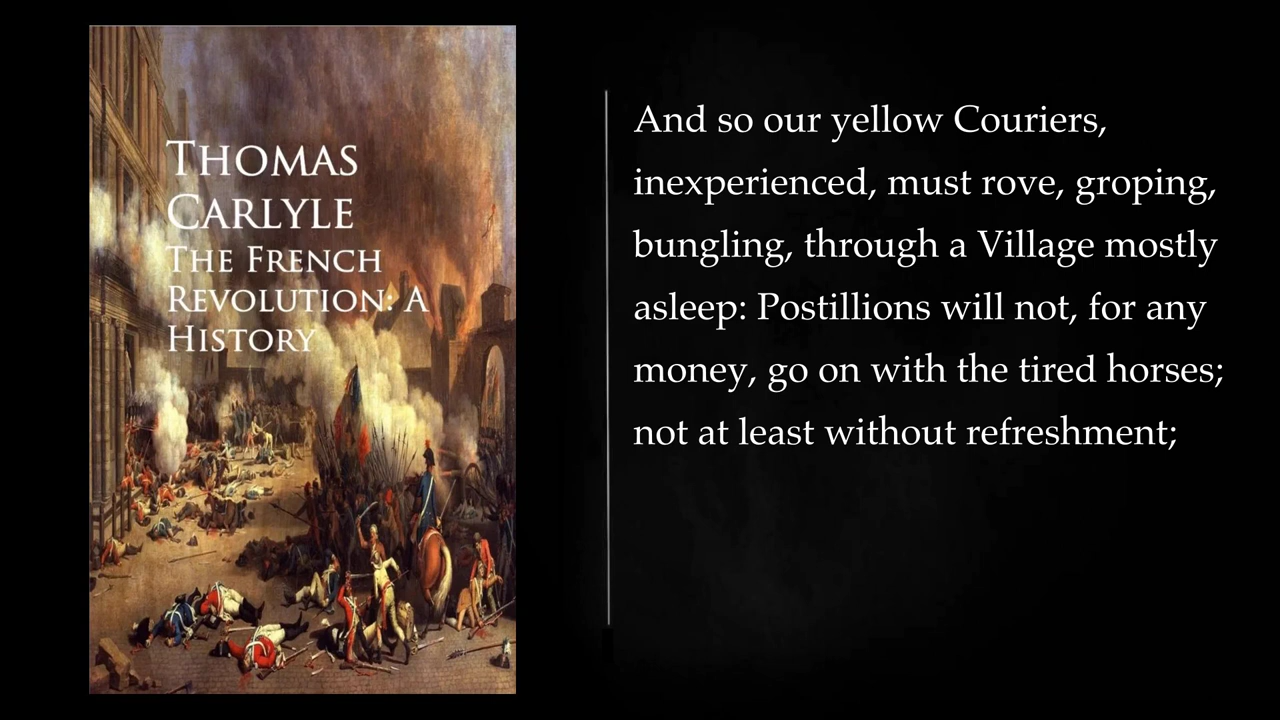 THOMAS
CARLYLE
THE FRENCH
REVOLUTION: A
HISTORY
And so our yellow Couriers,
inexperienced, must rove, groping,
bungling, through a Village mostly
asleep: Postillions will not, for any
money, go on with the tired horses;
not at least without refreshment;